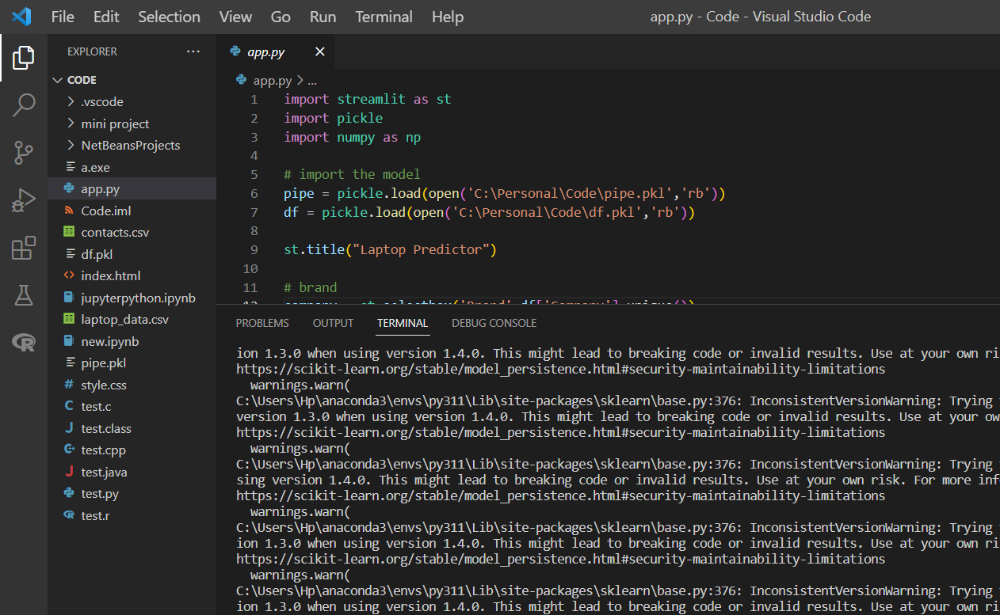 File Edit Selection View Go Run Terminal Help app.py - Code - Visual Studio Code
EXPLORER ...
CODE
.vscode
mini project
NetBeansProjects
a.exe
app.py
Code.iml
contacts.csv
df.pkl
index.html
jupyterpython.ipynb
laptop_data.csv
new.ipynb
pipe.pkl
style.css
test.c
test.class
test.cpp
test.java
test.py
test.r
app.py
app.py > ...
1 import streamlit as st
2 import pickle
3 import numpy as np
4
5 # import the model
6 pipe = pickle.load(open('C:\Personal\Code\pipe.pkl','rb'))
7 df = pickle.load(open('C:\Personal\Code\df.pkl','rb'))
8
9 st.title("Laptop Predictor")
10
11 # brand
12 company = st.selectbox('Brand',df['Company'].unique())
PROBLEMS OUTPUT TERMINAL DEBUG CONSOLE
ion 1.3.0 when using version 1.4.0. This might lead to breaking code or invalid results. Use at your own ri
https://scikit-learn.org/stable/model_persistence.html#security-maintainability-limitations
warnings.warn(
C:\Users\Hp\anaconda3\envs\py311\Lib\site-packages\sklearn\base.py:376: InconsistentVersionWarning: Trying
version 1.3.0 when using version 1.4.0. This might lead to breaking code or invalid results. Use at your ow
https://scikit-learn.org/stable/model_persistence.html#security-maintainability-limitations
warnings.warn(
C:\Users\Hp\anaconda3\envs\py311\Lib\site-packages\sklearn\base.py:376: InconsistentVersionWarning: Trying
sing version 1.4.0. This might lead to breaking code or invalid results. Use at your own risk. For more inf
https://scikit-learn.org/stable/model_persistence.html#security-maintainability-limitations
warnings.warn(
C:\Users\Hp\anaconda3\envs\py311\Lib\site-packages\sklearn\base.py:376: InconsistentVersionWarning: Trying
ion 1.3.0 when using version 1.4.0. This might lead to breaking code or invalid results. Use at your own ri
https://scikit-learn.org/stable/model_persistence.html#security-maintainability-limitations
warnings.warn(
C:\Users\Hp\anaconda3\envs\py311\Lib\site-packages\sklearn\base.py:376: InconsistentVersionWarning: Trying
ion 1.3.0 when using version 1.4.0. This might lead to breaking code or invalid results. Use at your own ri